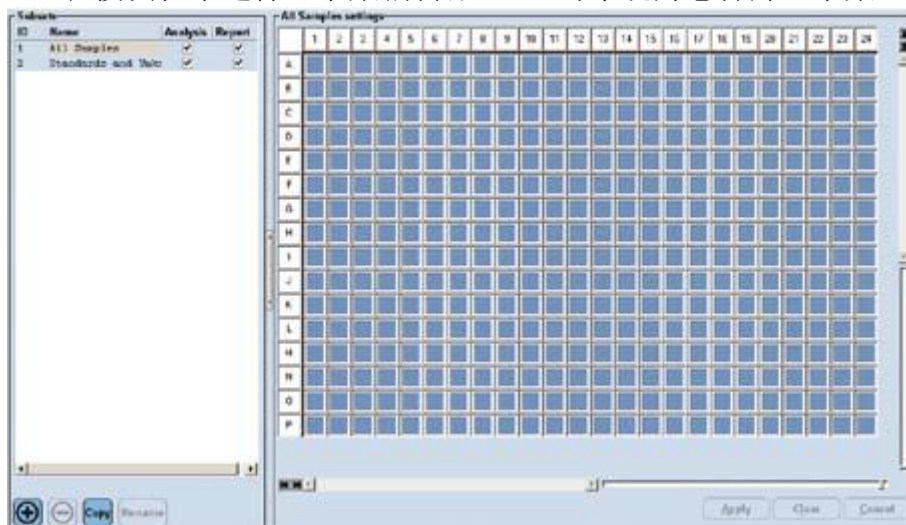 Subsets
ID Name Analysis Report
1 All Samples
2 Standards and
All Samples settings
1 2 3 4 5 6 7 8 9 10 11 12 13 14 15 16 17 18 19 20 21 22 23 24
A
B
C
D
E
F
G
H
I
J
K
L
M
N
O
P
Copy Rename
Apply Clear Cancel